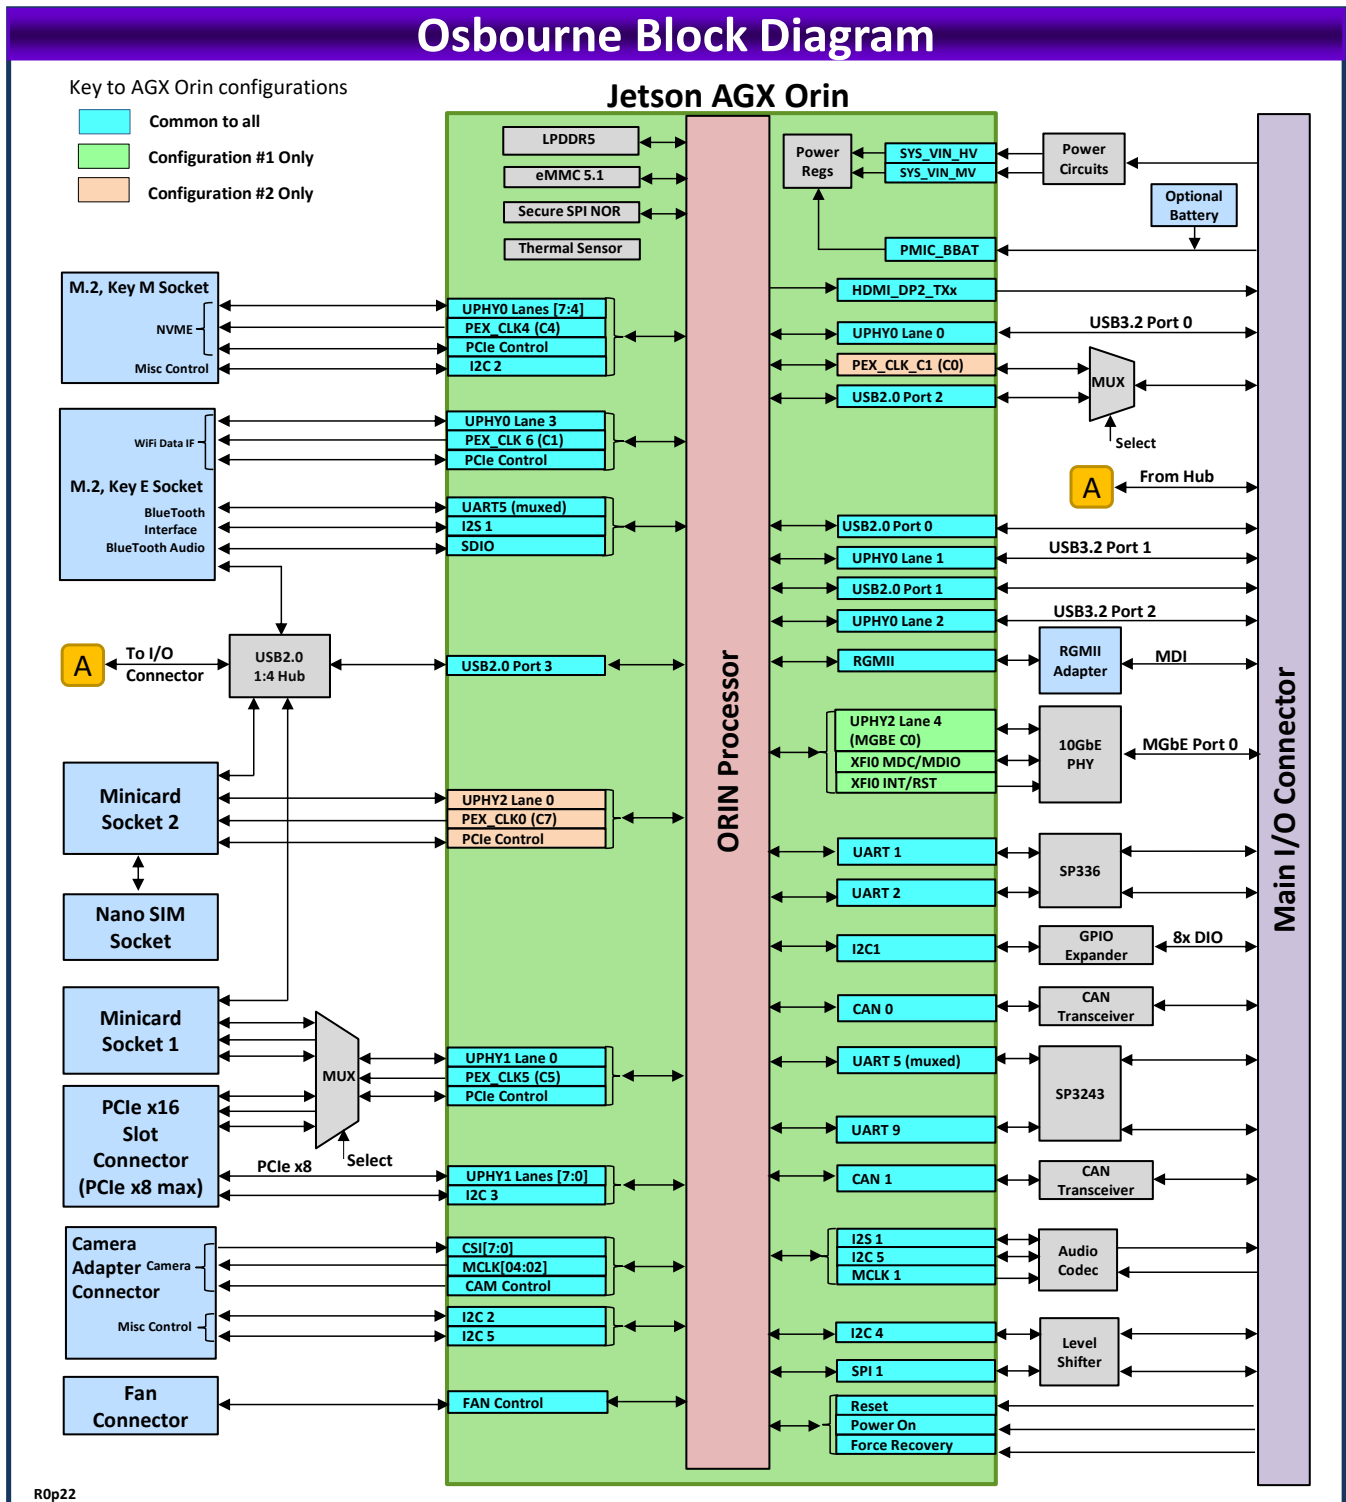 Osbourne Block Diagram
Key to AGX Orin configurations
Common to all
Configuration #1 Only
Configuration #2 Only
Jetson AGX Orin
LPDDR5
eMMC 5.1
Secure SPI NOR
Thermal Sensor
Power
Regs
SYS_VIN_HV
SYS_VIN_MV
Power
Circuits
Optional
Battery
PMIC_BBAT
M.2, Key M Socket
NVME
Misc Control
UPHY0 Lanes [7:4]
PEX_CLK4 (C4)
PCIe Control
I2C 2
HDMI_DP2_TXx
UPHY0 Lane 0
USB3.2 Port 0
PEX_CLK_C1 (C0)
USB2.0 Port 2
MUX
Select
WiFi Data IF
M.2, Key E Socket
BlueTooth
Interface
BlueTooth Audio
UPHY0 Lane 3
PEX_CLK 6 (C1)
PCIe Control
UART5 (muxed)
I2S 1
SDIO
A
From Hub
USB2.0 Port 0
UPHY0 Lane 1
USB3.2 Port 1
USB2.0 Port 1
UPHY0 Lane 2
USB3.2 Port 2
A
To I/O
Connector
USB2.0
1:4 Hub
USB2.0 Port 3
RGMII
RGMII
Adapter
MDI
ORIN Processor
Main I/O Connector
UPHY2 Lane 4
(MGBE C0)
XFI0 MDC/MDIO
XFI0 INT/RST
10GbE
PHY
MGbE Port 0
Minicard
Socket 2
UPHY2 Lane 0
PEX_CLK0 (C7)
PCIe Control
Nano SIM
Socket
UART 1
UART 2
SP336
I2C1
GPIO
Expander
8x DIO
Minicard
Socket 1
MUX
UPHY1 Lane 0
PEX_CLK5 (C5)
PCIe Control
CAN 0
CAN
Transceiver
UART 5 (muxed)
SP3243
UART 9
PCIe x16
Slot
Connector
(PCIe x8 max)
PCIe x8
Select
UPHY1 Lanes [7:0]
I2C 3
CAN 1
CAN
Transceiver
Camera
Adapter
Connector
Camera
Misc Control
CSI[7:0]
MCLK[04:02]
CAM Control
I2C 2
I2C 5
I2S 1
I2C 5
MCLK 1
Audio
Codec
I2C 4
SPI 1
Level
Shifter
Fan
Connector
FAN Control
Reset
Power On
Force Recovery
R0p22